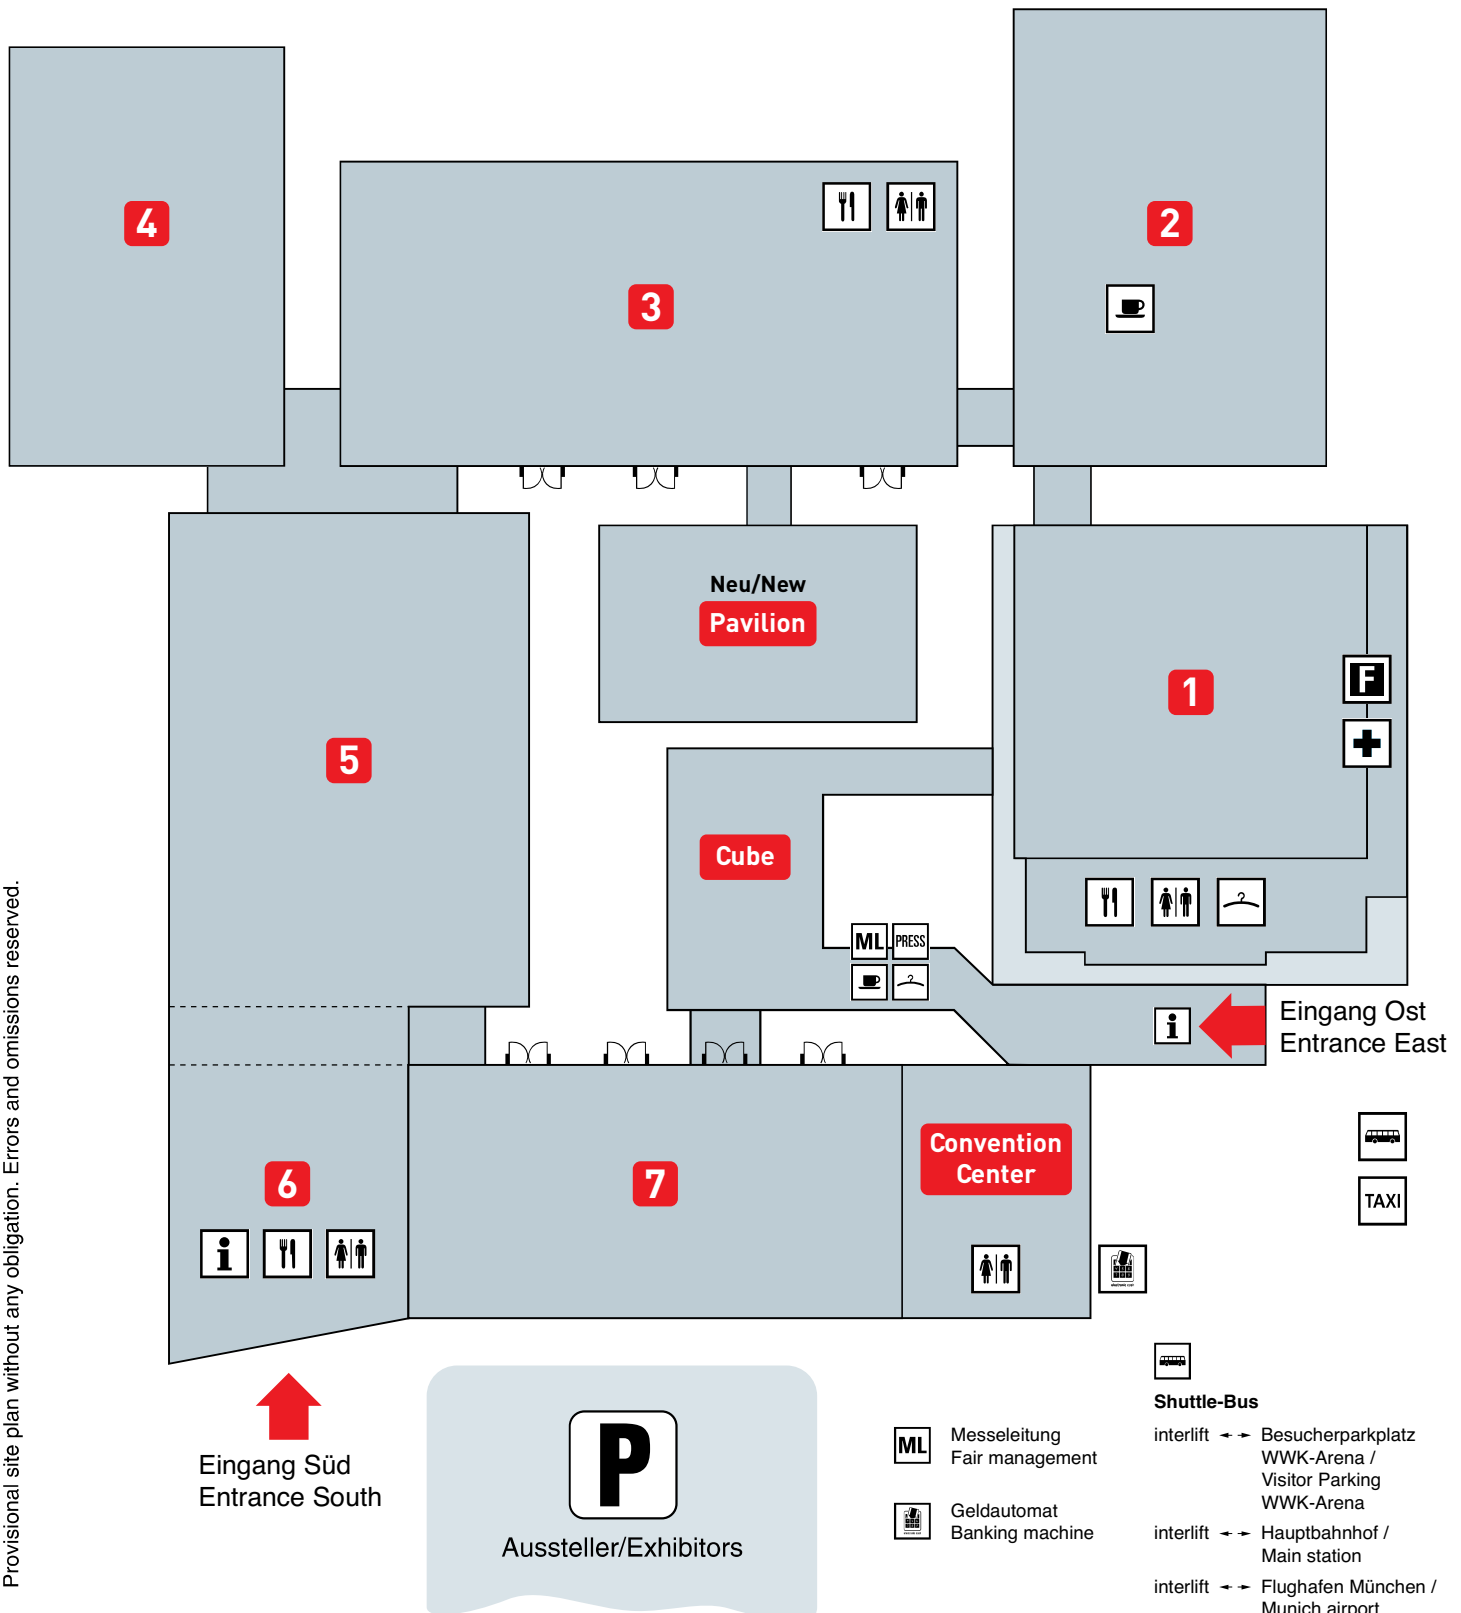 4
2
3
Neu/New
Pavilion
1
F
5
Cube
ML
PRESS
i
Eingang Ost
Entrance East
Convention
Center
6
7
TAXI
i
Eingang Süd
Entrance South
P
Aussteller/Exhibitors
ML
Messeleitung
Fair management
Geldautomat
Banking machine
Shuttle-Bus
interlift ◄- -► Besucherparkplatz
WWK-Arena /
Visitor Parking
WWK-Arena
interlift ◄- -► Hauptbahnhof /
Main station
interlift ◄- -► Flughafen München /
Munich airport
Provisional site plan without any obligation. Errors and omissions reserved.